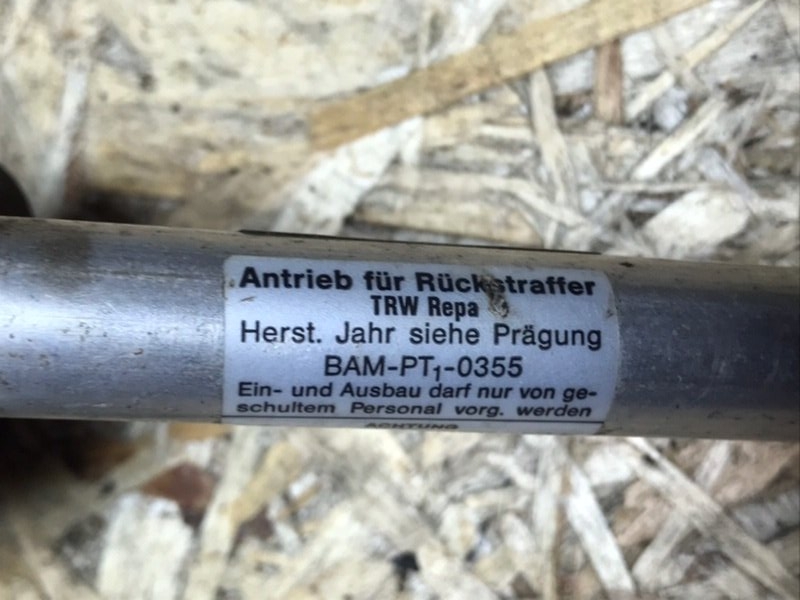 Antrieb für Rückstraffer
TRW Repa
Herst. Jahr siehe Prägung
BAM-PT₁-0355
Ein- und Ausbau darf nur von ge-
schultem Personal vorg. werden
ACHTUNG